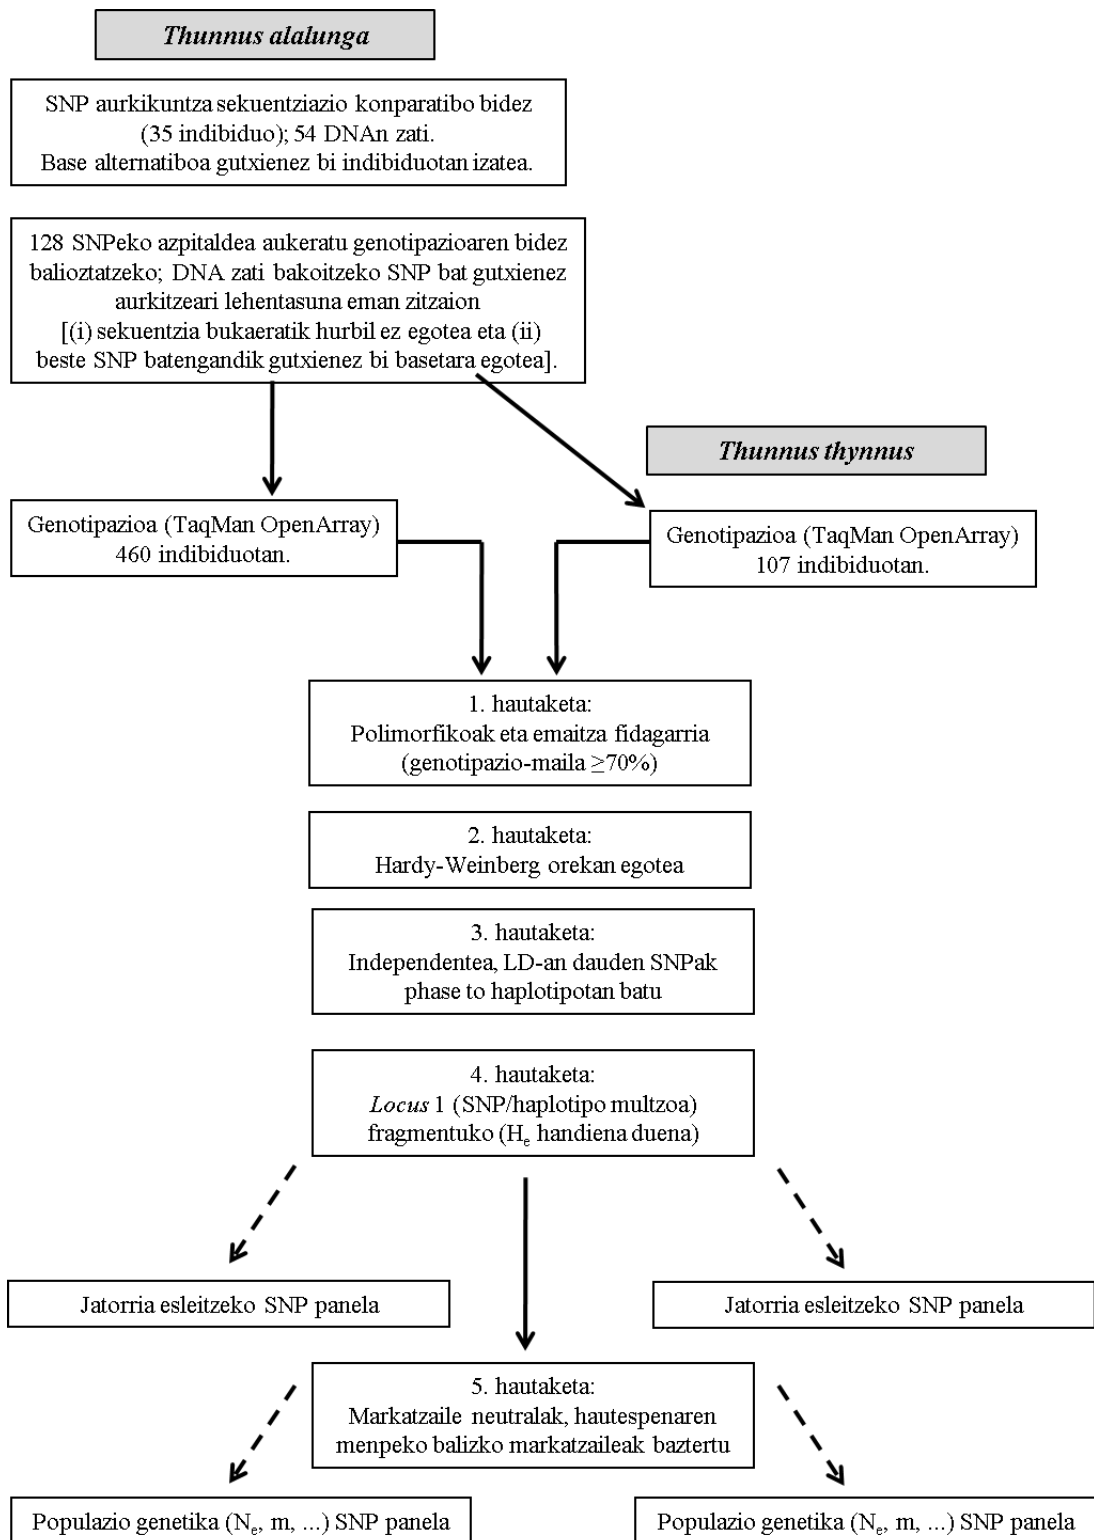 Thunnus alalunga
SNP aurkikuntza sekuentziazio konparatibo bidez
(35 indibiduo); 54 DNAn zati.
Base alternatiboa gutxienez bi indibiduotan izatea.
128 SNPeko azpitaldea aukeratu genotipazioaren bidez
balioztatzeko; DNA zati bakoitzeko SNP bat gutxienez
aurkitzeari lehentasuna eman zitzaion
[(i) sekuentzia bukaeratik hurbil ez egotea eta (ii)
beste SNP batengandik gutxienez bi basetara egotea].
Thunnus thynnus
Genotipazioa (TaqMan OpenArray)
460 indibiduotan.
Genotipazioa (TaqMan OpenArray)
107 indibiduotan.
1. hautaketa:
Polimorfikoak eta emaitza fidagarria
(genotipazio-maila ≥70%)
2. hautaketa:
Hardy-Weinberg orekan egotea
3. hautaketa:
Independentea, LD-an dauden SNPak
phase to haplotipotan batu
4. hautaketa:
Locus 1 (SNP/haplotipo multzoa)
fragmentuko (Hₑ handiena duena)
Jatorria esleitzeko SNP panela
Jatorria esleitzeko SNP panela
5. hautaketa:
Markatzaile neutralak, hautespenaren
menpeko balizko markatzaileak baztertu
Populazio genetika (Nₑ, m, ...) SNP panela
Populazio genetika (Nₑ, m, ...) SNP panela